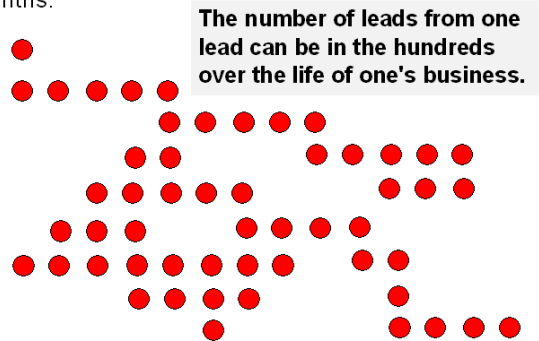 The number of leads from one
lead can be in the hundreds
over the life of one's business.